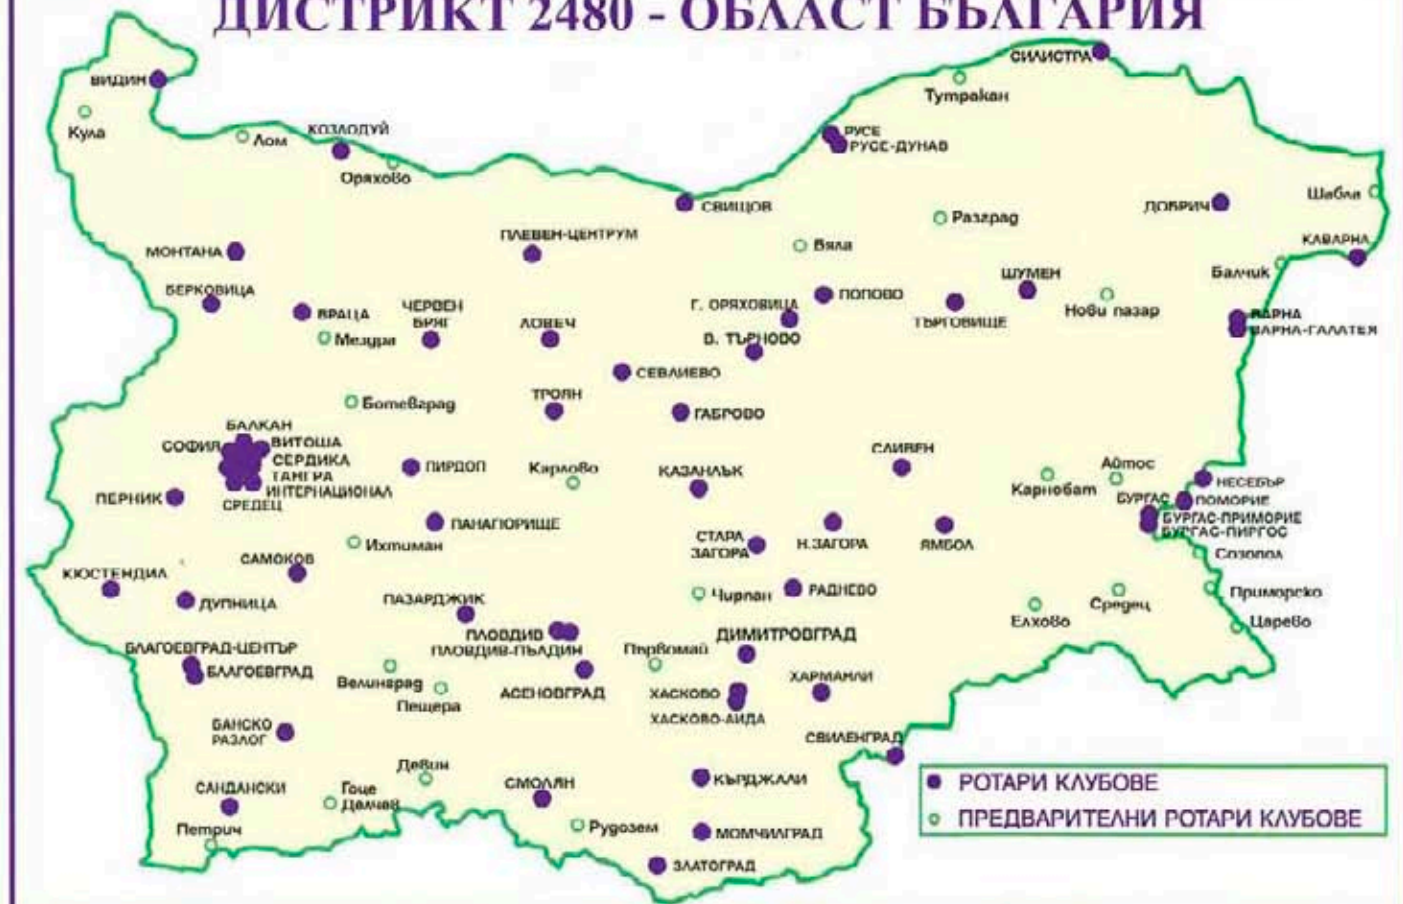 ДИСТРИКТ 2480 - ОБЛАСТ БЪЛГАРИЯ
СИЛИСТРА
ВИДИН
Тутракан
Кула
Лом
КОЗЛОДУЙ
РУСЕ
РУСЕ-ДУНАВ
Оряхово
Шабла
СВИЩОВ
ДОБРИЧ
Разград
ПЛЕВЕН-ЦЕНТРУМ
Бяла
КАВАРНА
МОНТАНА
Балчик
ШУМЕН
БЕРКОВИЦА
ПОПОВО
Г. ОРЯХОВИЦА
ЧЕРВЕН
БРЯГ
ВРАЦА
ЛОВЕЧ
ТЪРГОВИЩЕ
Нови пазар
ВАРНА
ВАРНА-ГАЛАТЕЯ
Мездра
В. ТЪРНОВО
СЕВЛИЕВО
ТРОЯН
Ботевград
ГАБРОВО
БАЛКАН
СОФИЯ
ВИТОША
СЕРДИКА
ТАНГРА
ИНТЕРНАЦИОНАЛ
СРЕДЕЦ
СЛИВЕН
ПИРДОП
Карлово
КАЗАНЛЪК
Айтос
Карнобат
НЕСЕБЪР
ПЕРНИК
БУРГАС
ПОМОРИЕ
БУРГАС-ПРИМОРИЕ
БУРГАС-ПИРГОС
ПАНАГЮРИЩЕ
СТАРА
ЗАГОРА
Н.ЗАГОРА
ЯМБОЛ
Ихтиман
Созопол
САМОКОВ
КЮСТЕНДИЛ
ДУПНИЦА
ПАЗАРДЖИК
Чирпан
РАДНЕВО
Средец
Приморско
Елхово
Царево
ПЛОВДИВ
ПЛОВДИВ-ПЪЛДИН
ДИМИТРОВГРАД
БЛАГОЕВГРАД-ЦЕНТЪР
БЛАГОЕВГРАД
Първомай
Велинград
Пещера
АСЕНОВГРАД
ХАСКОВО
ХАСКОВО-АИДА
ХАРМАНЛИ
БАНСКО
РАЗЛОГ
СВИЛЕНГРАД
Девин
САНДАНСКИ
Гоце
Делчев
СМОЛЯН
КЪРДЖАЛИ
Петрич
Рудозем
МОМЧИЛГРАД
ЗЛАТОГРАД
РОТАРИ КЛУБОВЕ
ПРЕДВАРИТЕЛНИ РОТАРИ КЛУБОВЕ